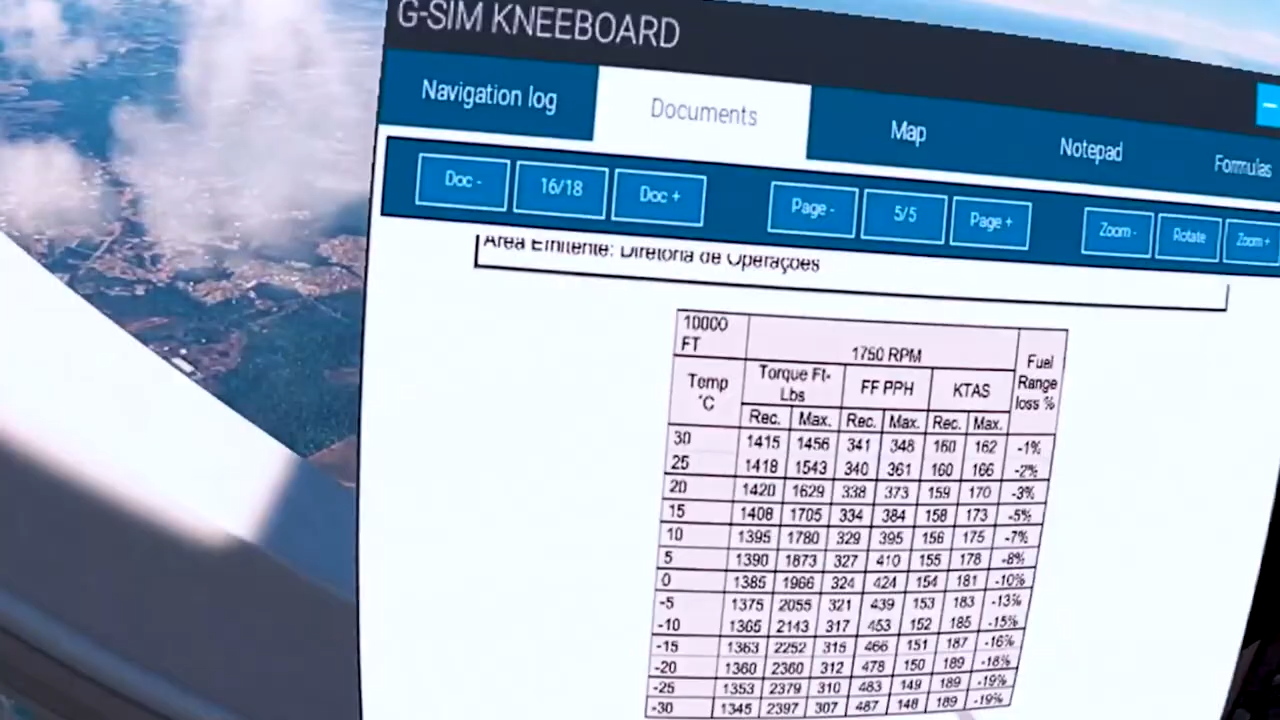 G-SIM KNEEBOARD
Navigation log Documents Map Notepad Formulas
Doc - 16/18 Doc + Page - 5/5 Page + Zoom - Rotate Zoom +
Area Emitente: Diretoria de Operações
10000 FT 1750 RPM Fuel Range loss %
Temp °C Torque Ft-Lbs FF PPH KTAS
Rec. Max. Rec. Max. Rec. Max.
30 1415 1456 341 348 160 162 -1%
25 1418 1543 340 361 160 166 -2%
20 1420 1629 338 373 159 170 -3%
15 1408 1705 334 384 158 173 -5%
10 1395 1780 329 395 156 175 -7%
5 1390 1873 327 410 155 178 -8%
0 1385 1966 324 424 154 181 -10%
-5 1375 2055 321 439 153 183 -13%
-10 1365 2143 317 453 152 185 -15%
-15 1363 2252 315 466 151 187 -16%
-20 1360 2360 312 478 150 189 -18%
-25 1353 2379 310 483 149 189 -19%
-30 1345 2397 307 487 148 189 -19%